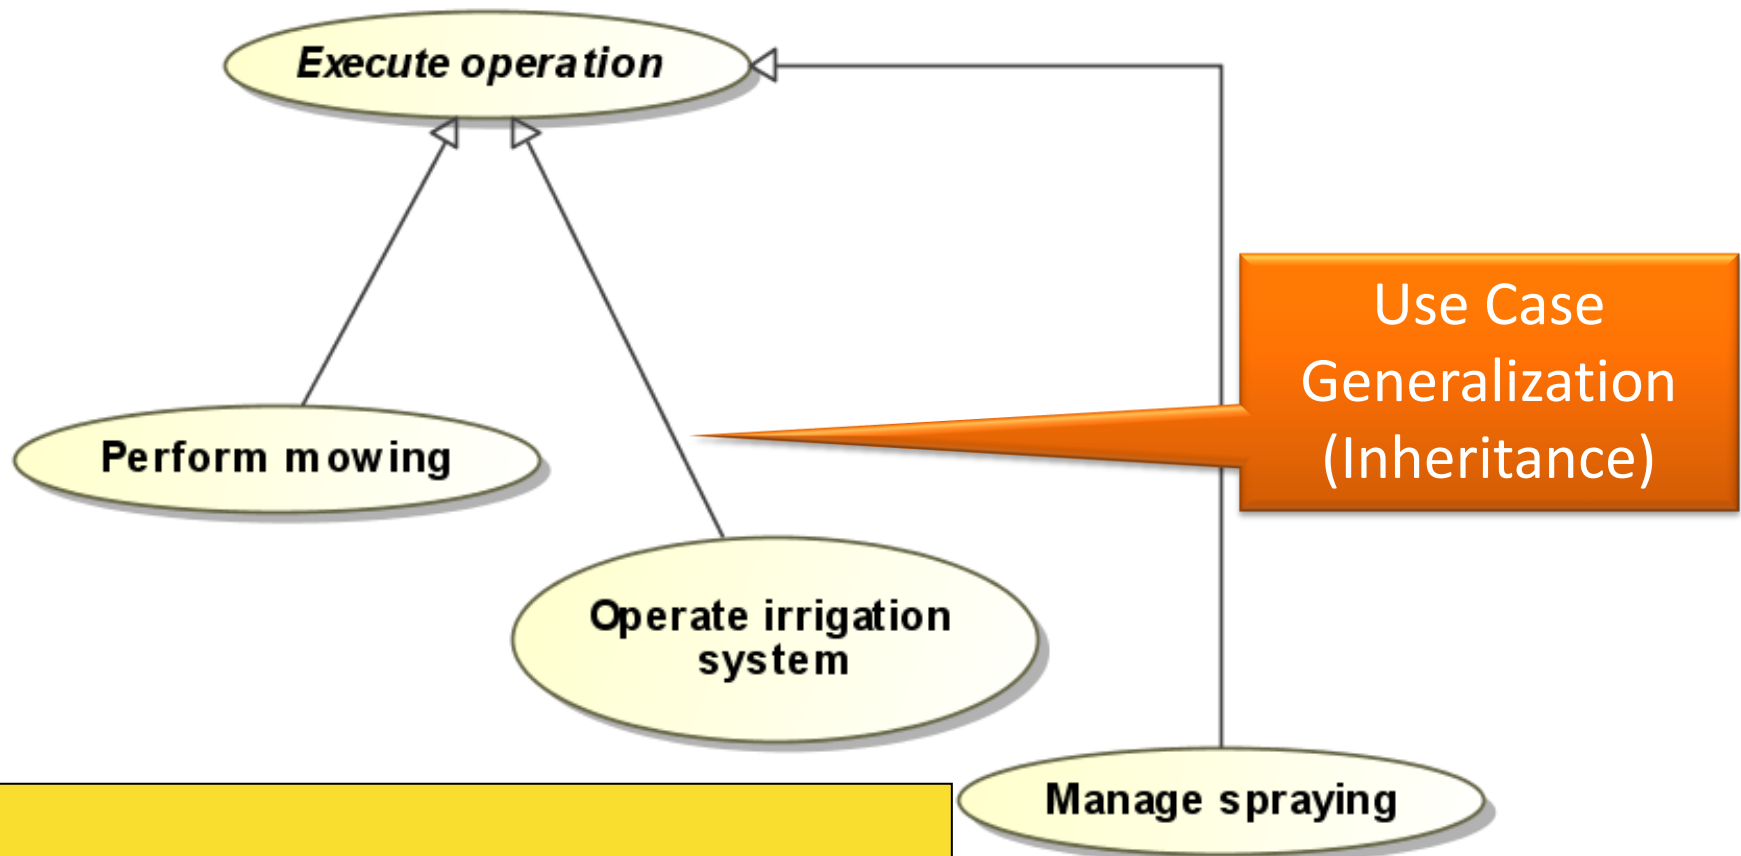 Execute operation
Use Case
Generalization
(Inheritance)
Perform mowing
Operate irrigation
system
Manage spraying